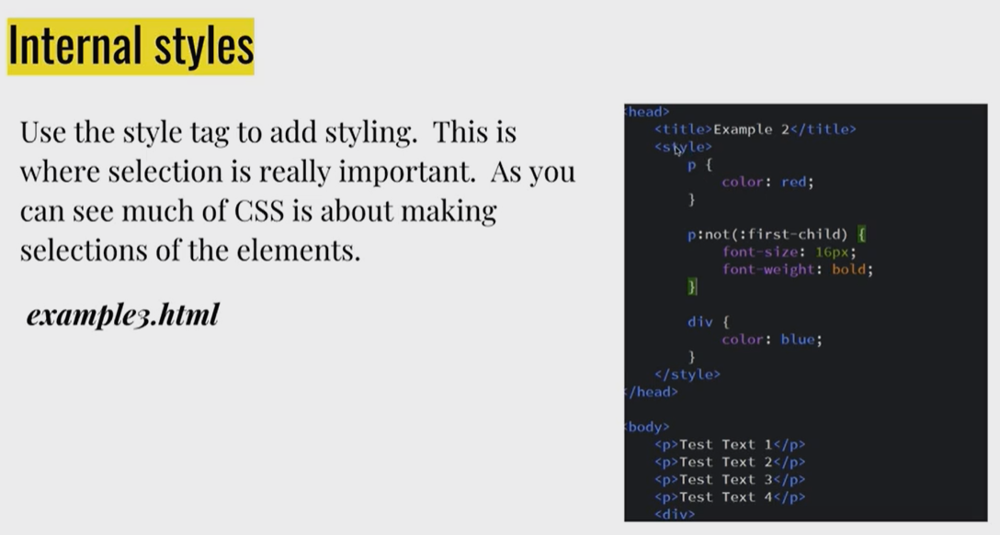 Internal styles
Use the style tag to add styling. This is
where selection is really important. As you
can see much of CSS is about making
selections of the elements.
example3.html
<head>
<title>Example 2</title>
<style>
p {
color: red;
}
p:not(:first-child) {
font-size: 16px;
font-weight: bold;
}
div {
color: blue;
}
</style>
</head>
<body>
<p>Test Text 1</p>
<p>Test Text 2</p>
<p>Test Text 3</p>
<p>Test Text 4</p>
<div>